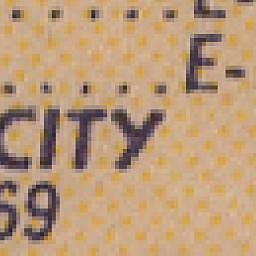 ..... E-
CITY
69